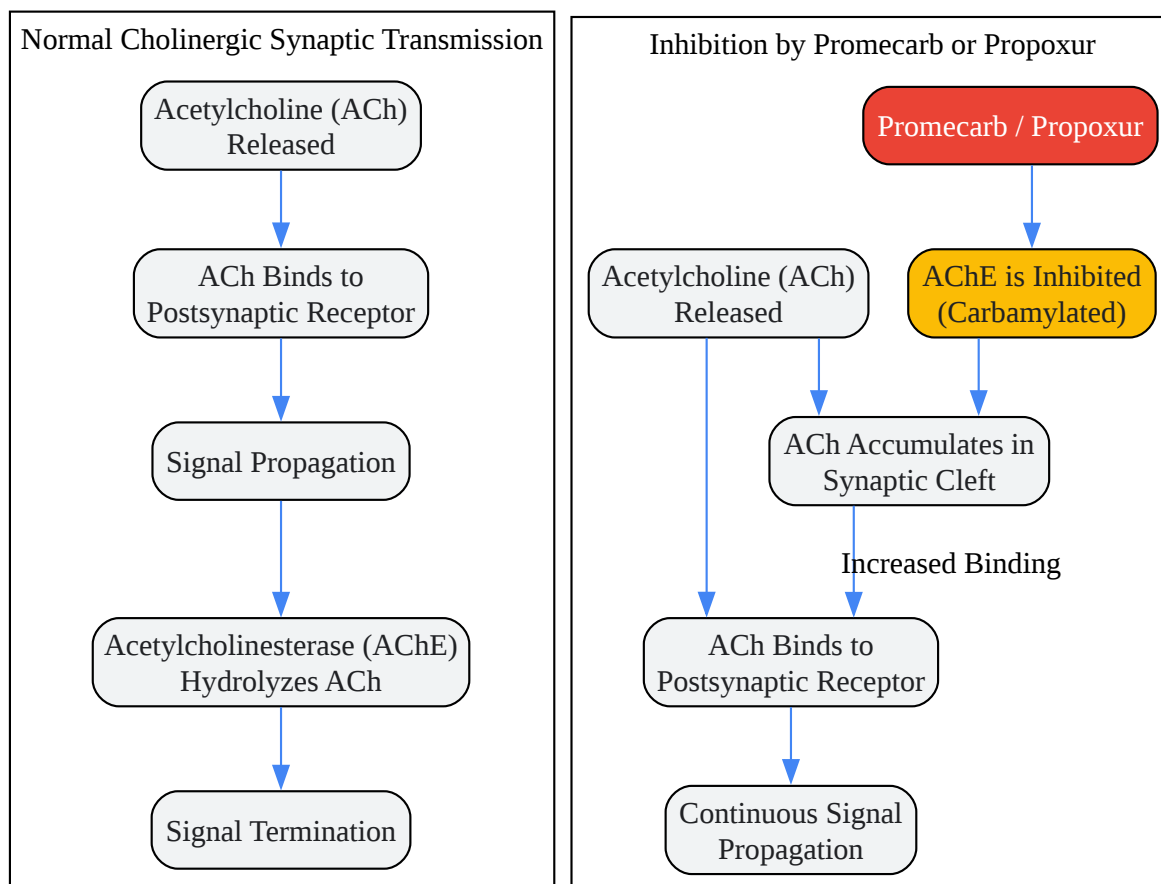 Normal Cholinergic Synaptic Transmission
Acetylcholine (ACh)
Released
ACh Binds to
Postsynaptic Receptor
Signal Propagation
Acetylcholinesterase (AChE)
Hydrolyzes ACh
Signal Termination
Inhibition by Promecarb or Propoxur
Promecarb / Propoxur
Acetylcholine (ACh)
Released
AChE is Inhibited
(Carbamylated)
ACh Accumulates in
Synaptic Cleft
Increased Binding
ACh Binds to
Postsynaptic Receptor
Continuous Signal
Propagation